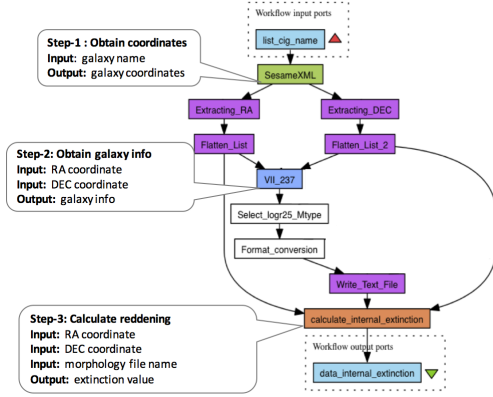 Workflow input ports
list_cig_name
Step-1 : Obtain coordinates
Input: galaxy name
Output: galaxy coordinates
SesameXML
Extracting_RA
Extracting_DEC
Flatten_List
Flatten_List_2
Step-2: Obtain galaxy info
Input: RA coordinate
Input: DEC coordinate
Output: galaxy info
VII_237
Select_logr25_Mtype
Format_conversion
Write_Text_File
Step-3: Calculate reddening
Input: RA coordinate
Input: DEC coordinate
Input: morphology file name
Output: extinction value
calculate_internal_extinction
Workflow output ports
data_internal_extinction